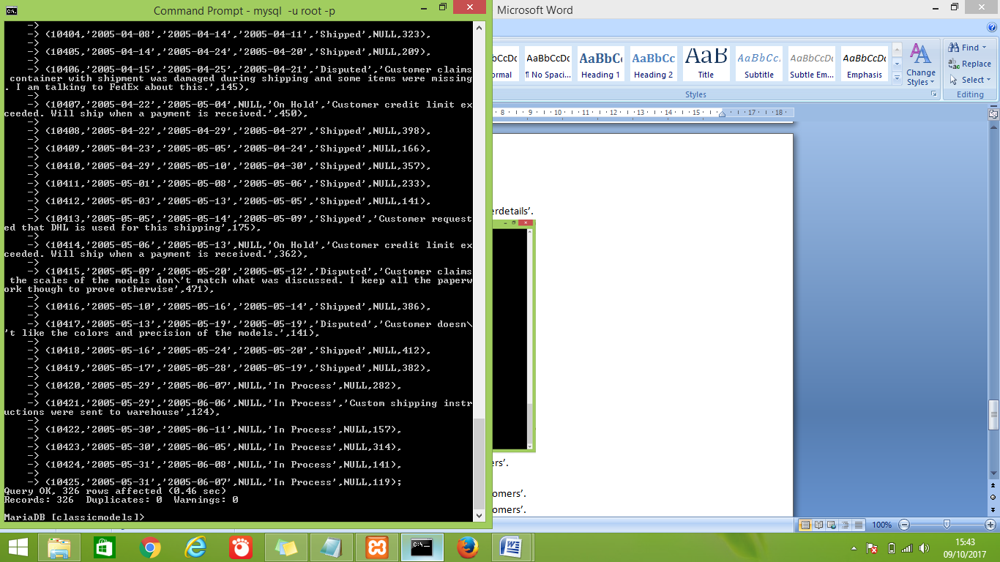 Command Prompt - mysql -u root -p
->
-> (10404,'2005-04-08','2005-04-14','2005-04-11','Shipped',NULL,323),
->
-> (10405,'2005-04-14','2005-04-24','2005-04-20','Shipped',NULL,209),
->
-> (10406,'2005-04-15','2005-04-25','2005-04-21','Disputed','Customer claims
container with shipment was damaged during shipping and some items were missing
. I am talking to FedEx about this.',145),
->
-> (10407,'2005-04-22','2005-05-04',NULL,'On Hold','Customer credit limit ex
ceeded. Will ship when a payment is received.',450),
->
-> (10408,'2005-04-22','2005-04-29','2005-04-27','Shipped',NULL,398),
->
-> (10409,'2005-04-23','2005-05-05','2005-04-24','Shipped',NULL,166),
->
-> (10410,'2005-04-29','2005-05-10','2005-04-30','Shipped',NULL,357),
->
-> (10411,'2005-05-01','2005-05-08','2005-05-06','Shipped',NULL,233),
->
-> (10412,'2005-05-03','2005-05-13','2005-05-05','Shipped',NULL,141),
->
-> (10413,'2005-05-05','2005-05-14','2005-05-09','Shipped','Customer request
ed that DHL is used for this shipping',175),
->
-> (10414,'2005-05-06','2005-05-13',NULL,'On Hold','Customer credit limit ex
ceeded. Will ship when a payment is received.',362),
->
-> (10415,'2005-05-09','2005-05-20','2005-05-12','Disputed','Customer claims
the scales of the models don\'t match what was discussed. I keep all the paperw
ork though to prove otherwise',471),
->
-> (10416,'2005-05-10','2005-05-16','2005-05-14','Shipped',NULL,386),
->
-> (10417,'2005-05-13','2005-05-19','2005-05-19','Disputed','Customer doesn\
't like the colors and precision of the models.',141),
->
-> (10418,'2005-05-16','2005-05-24','2005-05-20','Shipped',NULL,412),
->
-> (10419,'2005-05-17','2005-05-28','2005-05-19','Shipped',NULL,382),
->
-> (10420,'2005-05-29','2005-06-07',NULL,'In Process',NULL,282),
->
-> (10421,'2005-05-29','2005-06-06',NULL,'In Process','Custom shipping instr
uctions were sent to warehouse',124),
->
-> (10422,'2005-05-30','2005-06-11',NULL,'In Process',NULL,157),
->
-> (10423,'2005-05-30','2005-06-05',NULL,'In Process',NULL,314),
->
-> (10424,'2005-05-31','2005-06-08',NULL,'In Process',NULL,141),
->
-> (10425,'2005-05-31','2005-06-07',NULL,'In Process',NULL,119);
Query OK, 326 rows affected (0.46 sec)
Records: 326  Duplicates: 0  Warnings: 0
MariaDB [classicmodels]>
Microsoft Word
bCcDc AaBbCcDc AaBbC AaBbCc AaB AaBbCc. AaBbCcDc AaBbCcDc
ormal ¶ No Spaci... Heading 1 Heading 2 Title Subtitle Subtle Em... Emphasis
Change
Styles
Find
Replace
Select
Styles
Editing
8 9 10 11 12 13 14 15 16 17 18
erdetails'.
ers'.
omers'.
omers'.
100%
15:43
09/10/2017